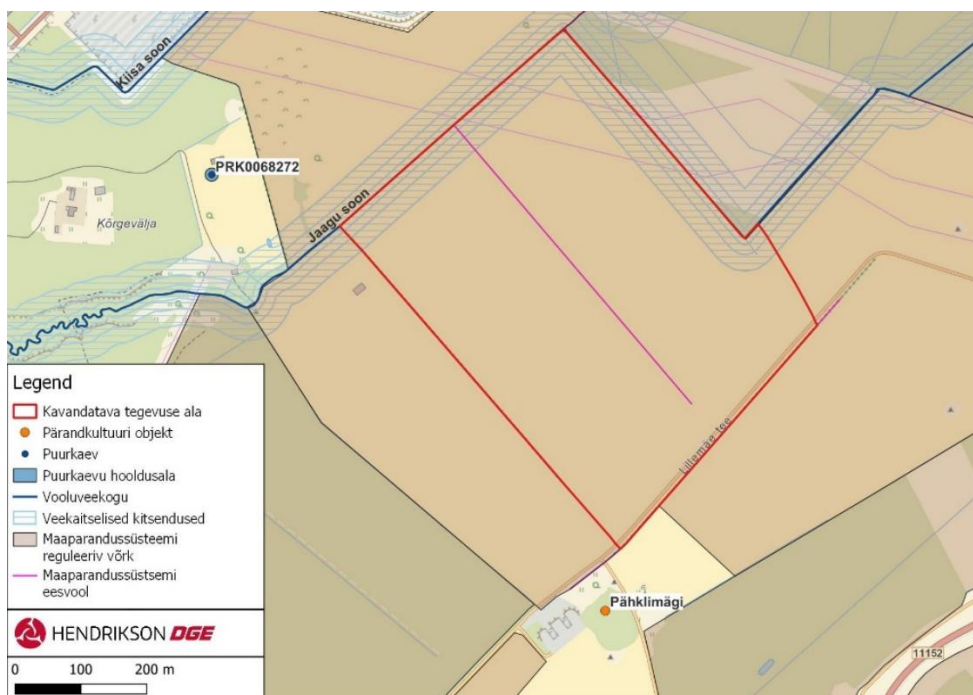 Kiisa soon
PRK0068272
Kõrgevälja
Jaagu soon
Lillemäe tee
Pähklimägi
11152
Legend
Kavandatava tegevuse ala
Pärandkultuuri objekt
Puurkaev
Puurkaevu hooldusala
Vooluveekogu
Veekaitselised kitsendused
Maaparandussüsteemi
reguleeriv võrk
Maaparandussüstsemi
eesvool
HENDRIKSON DGE
0 100 200 m